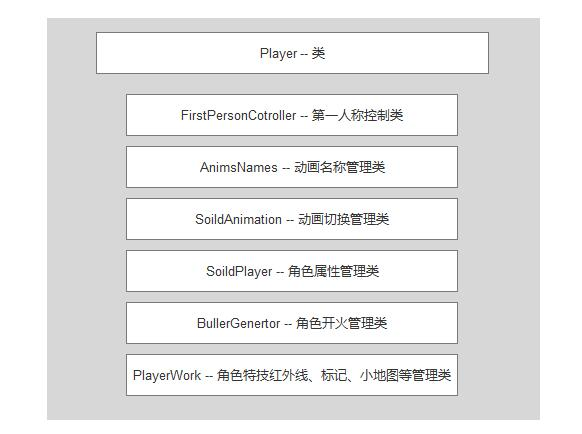 Player -- 类
FirstPersonCotroller -- 第一人称控制类
AnimsNames -- 动画名称管理类
SoildAnimation -- 动画切换管理类
SoildPlayer -- 角色属性管理类
BullerGenertor -- 角色开火管理类
PlayerWork -- 角色特技红外线、标记、小地图等管理类